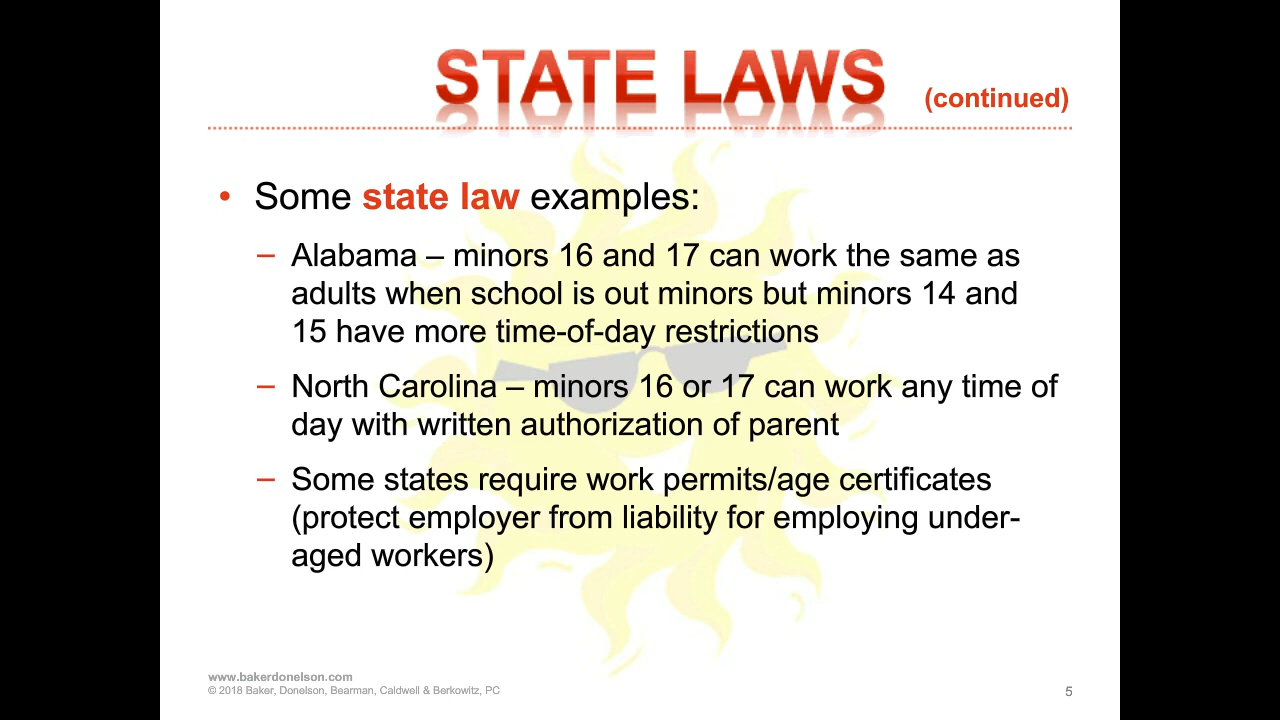 STATE LAWS (continued)
• Some state law examples:
– Alabama – minors 16 and 17 can work the same as
adults when school is out minors but minors 14 and
15 have more time-of-day restrictions
– North Carolina – minors 16 or 17 can work any time of
day with written authorization of parent
– Some states require work permits/age certificates
(protect employer from liability for employing under-
aged workers)
www.bakerdonelson.com
© 2018 Baker, Donelson, Bearman, Caldwell & Berkowitz, PC
5